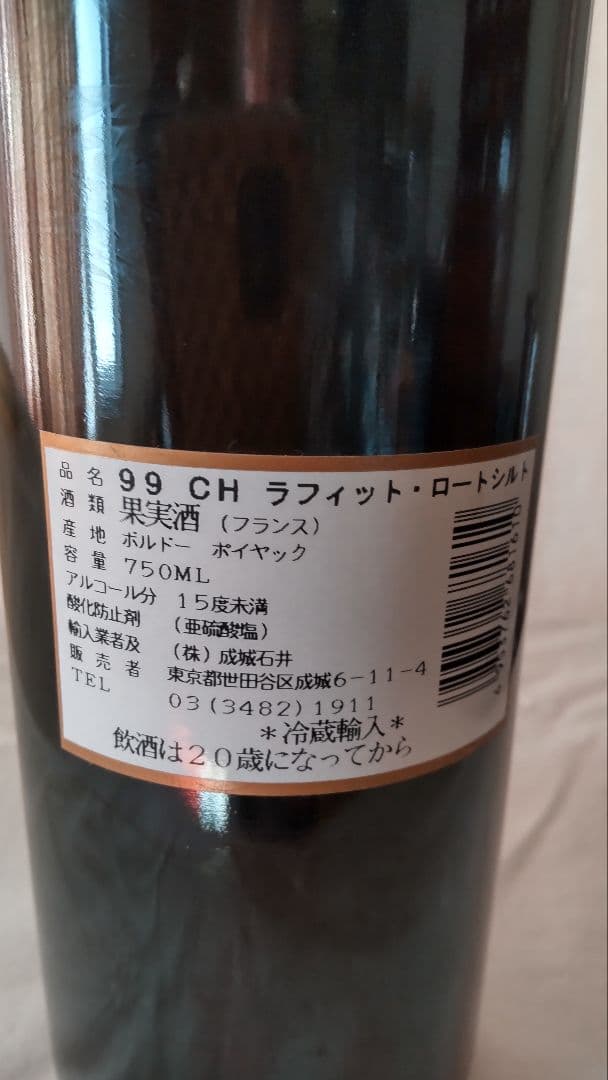 品名 99 CH ラフィット・ロートシルト
酒類 果実酒 (フランス)
産地 ボルドー ポイヤック
容量 750ML
アルコール分 15度未満
酸化防止剤 (亜硫酸塩)
輸入業者及 (株) 成城石井
販売者 東京都世田谷区成城6-11-4
TEL 03 (3482) 1911
*冷蔵輸入*
飲酒は20歳になってから